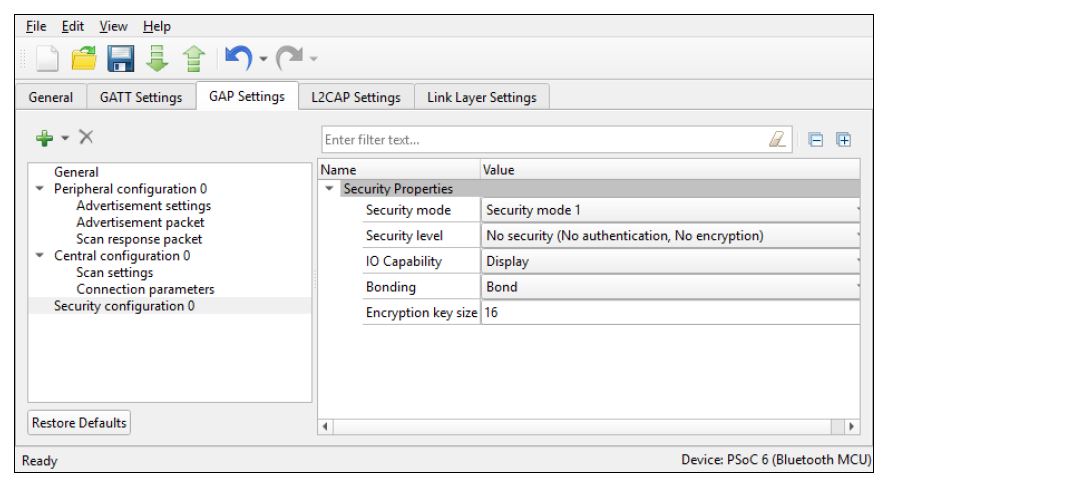 File Edit View Help
General GATT Settings GAP Settings L2CAP Settings Link Layer Settings
Enter filter text...
General
Peripheral configuration 0
Advertisement settings
Advertisement packet
Scan response packet
Central configuration 0
Scan settings
Connection parameters
Security configuration 0
Restore Defaults
Name Value
Security Properties
Security mode Security mode 1
Security level No security (No authentication, No encryption)
IO Capability Display
Bonding Bond
Encryption key size 16
Ready Device: PSoC 6 (Bluetooth MCU)